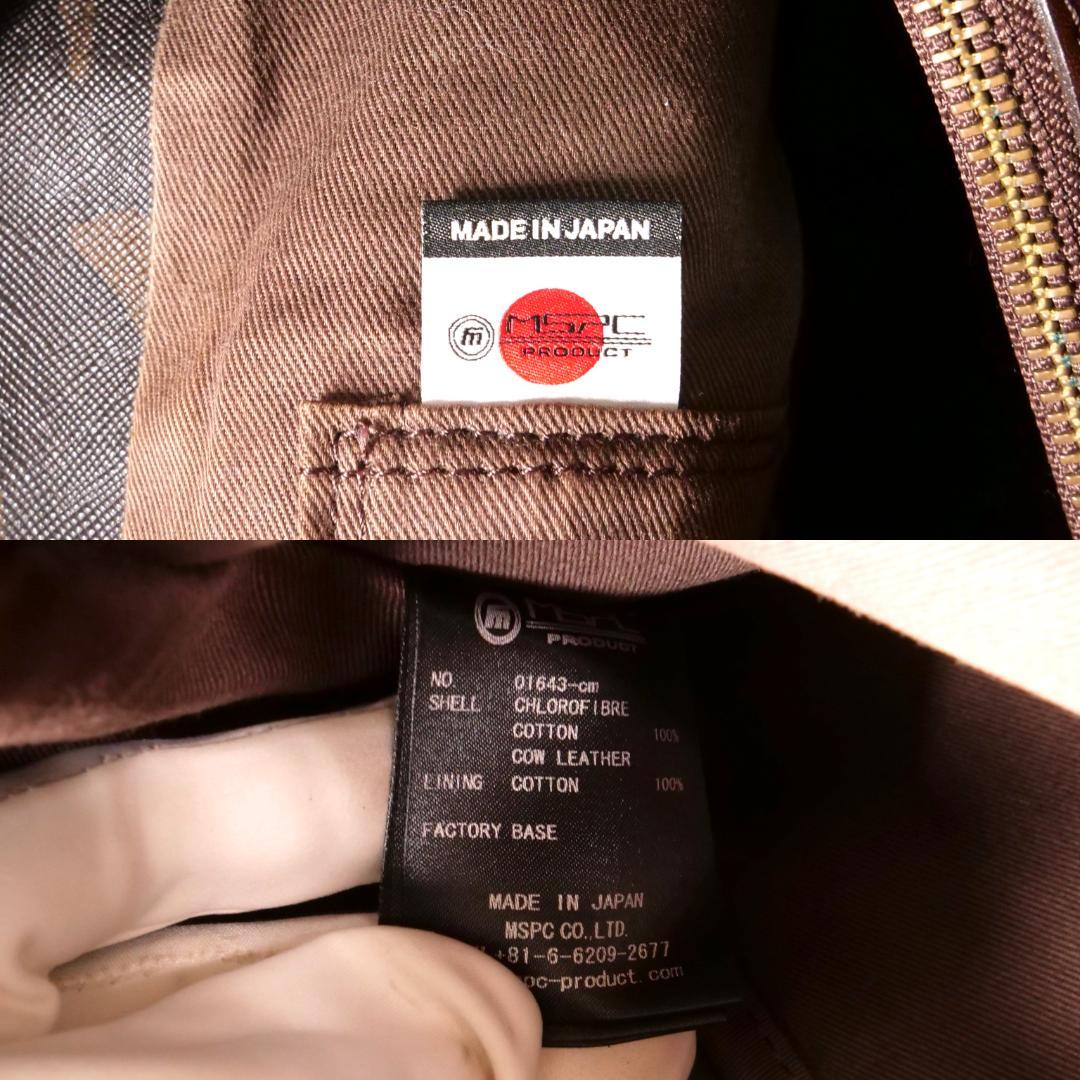 MADE IN JAPAN
m MSPC
PRODUCT
m MSPC
PRODUCT
NO 01643-cm
SHELL CHLOROFIBRE
COTTON 100%
COW LEATHER
LINING COTTON 100%
FACTORY BASE
MADE IN JAPAN
MSPC CO.,LTD.
+81-6-6209-2677
pc-product.com